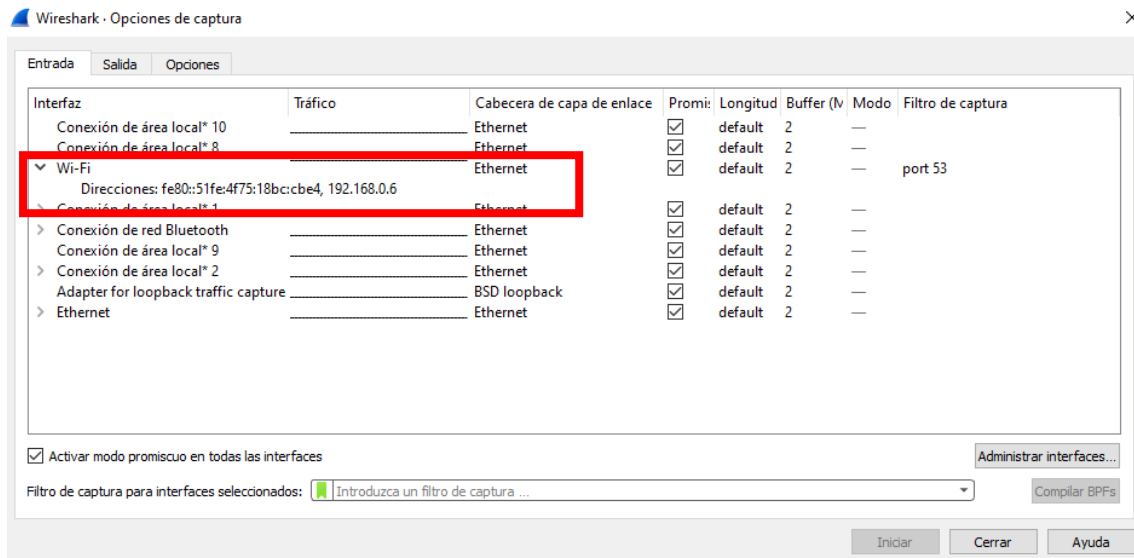 Wireshark · Opciones de captura
Entrada Salida Opciones
Interfaz Tráfico Cabecera de capa de enlace Promis Longitud Buffer (M Modo Filtro de captura
Conexión de área local* 10 Ethernet default 2 —
Conexión de área local* 8 Ethernet default 2 —
Wi-Fi Ethernet default 2 — port 53
Direcciones: fe80::51fe:4f75:18bc:cbe4, 192.168.0.6
Conexión de área local* 1 Ethernet default 2 —
Conexión de red Bluetooth Ethernet default 2 —
Conexión de área local* 9 Ethernet default 2 —
Conexión de área local* 2 Ethernet default 2 —
Adapter for loopback traffic capture BSD loopback default 2 —
Ethernet Ethernet default 2 —
Activar modo promiscuo en todas las interfaces Administrar interfaces...
Filtro de captura para interfaces seleccionados: Introduzca un filtro de captura ... Compilar BPFs
Iniciar Cerrar Ayuda